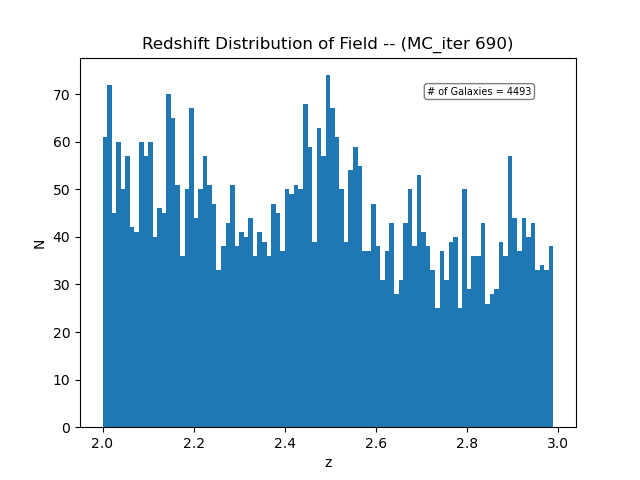 Redshift Distribution of Field -- (MC_iter 690)
# of Galaxies = 4493
70
60
50
40
30
20
10
0
N
2.0 2.2 2.4 2.6 2.8 3.0
z